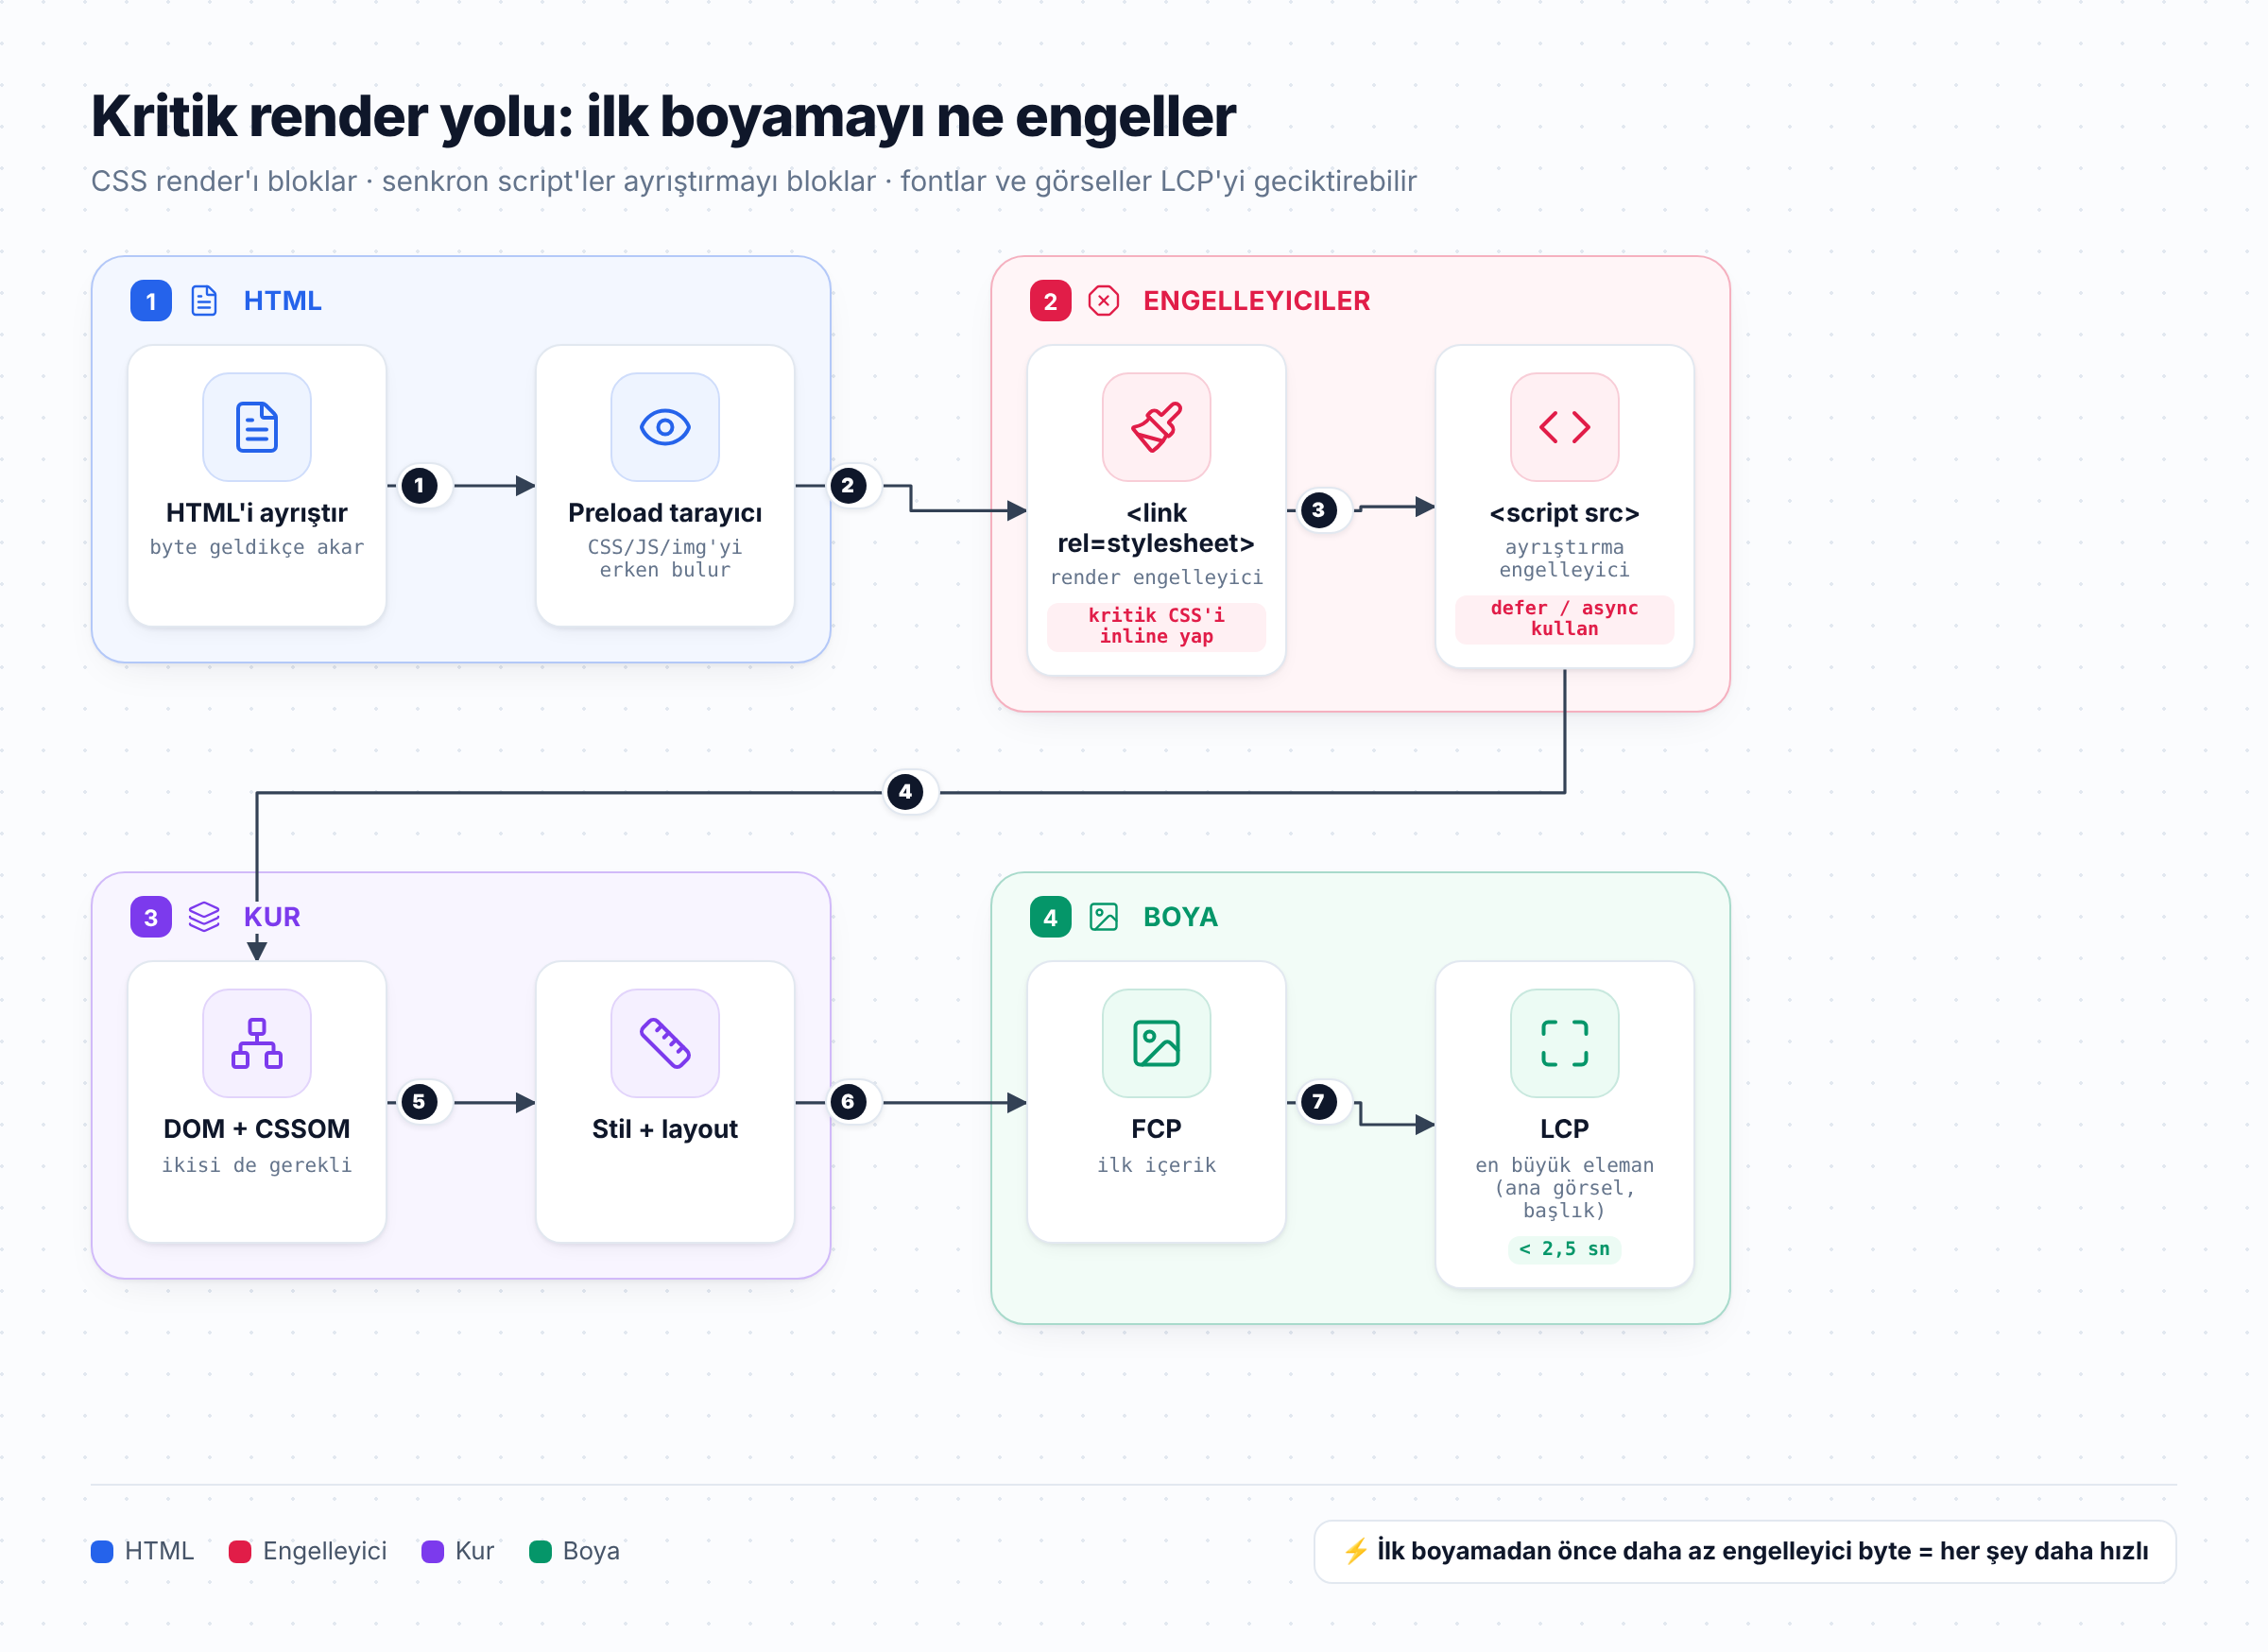 Kritik render yolu: ilk boyamayı ne engeller
CSS render'ı bloklar · senkron script'ler ayrıştırmayı bloklar · fontlar ve görseller LCP'yi geciktirebilir
1 HTML
HTML'i ayrıştır
byte geldikçe akar
1
Preload tarayıcı
CSS/JS/img'yi
erken bulur
2
2 ENGELLEYICILER
<link
rel=stylesheet>
render engelleyici
kritik CSS'i
inline yap
3
<script src>
ayrıştırma
engelleyici
defer / async
kullan
4
3 KUR
DOM + CSSOM
ikisi de gerekli
5
Stil + layout
6
4 BOYA
FCP
ilk içerik
7
LCP
en büyük eleman
(ana görsel,
başlık)
< 2,5 sn
HTML
Engelleyici
Kur
Boya
⚡ İlk boyamadan önce daha az engelleyici byte = her şey daha hızlı